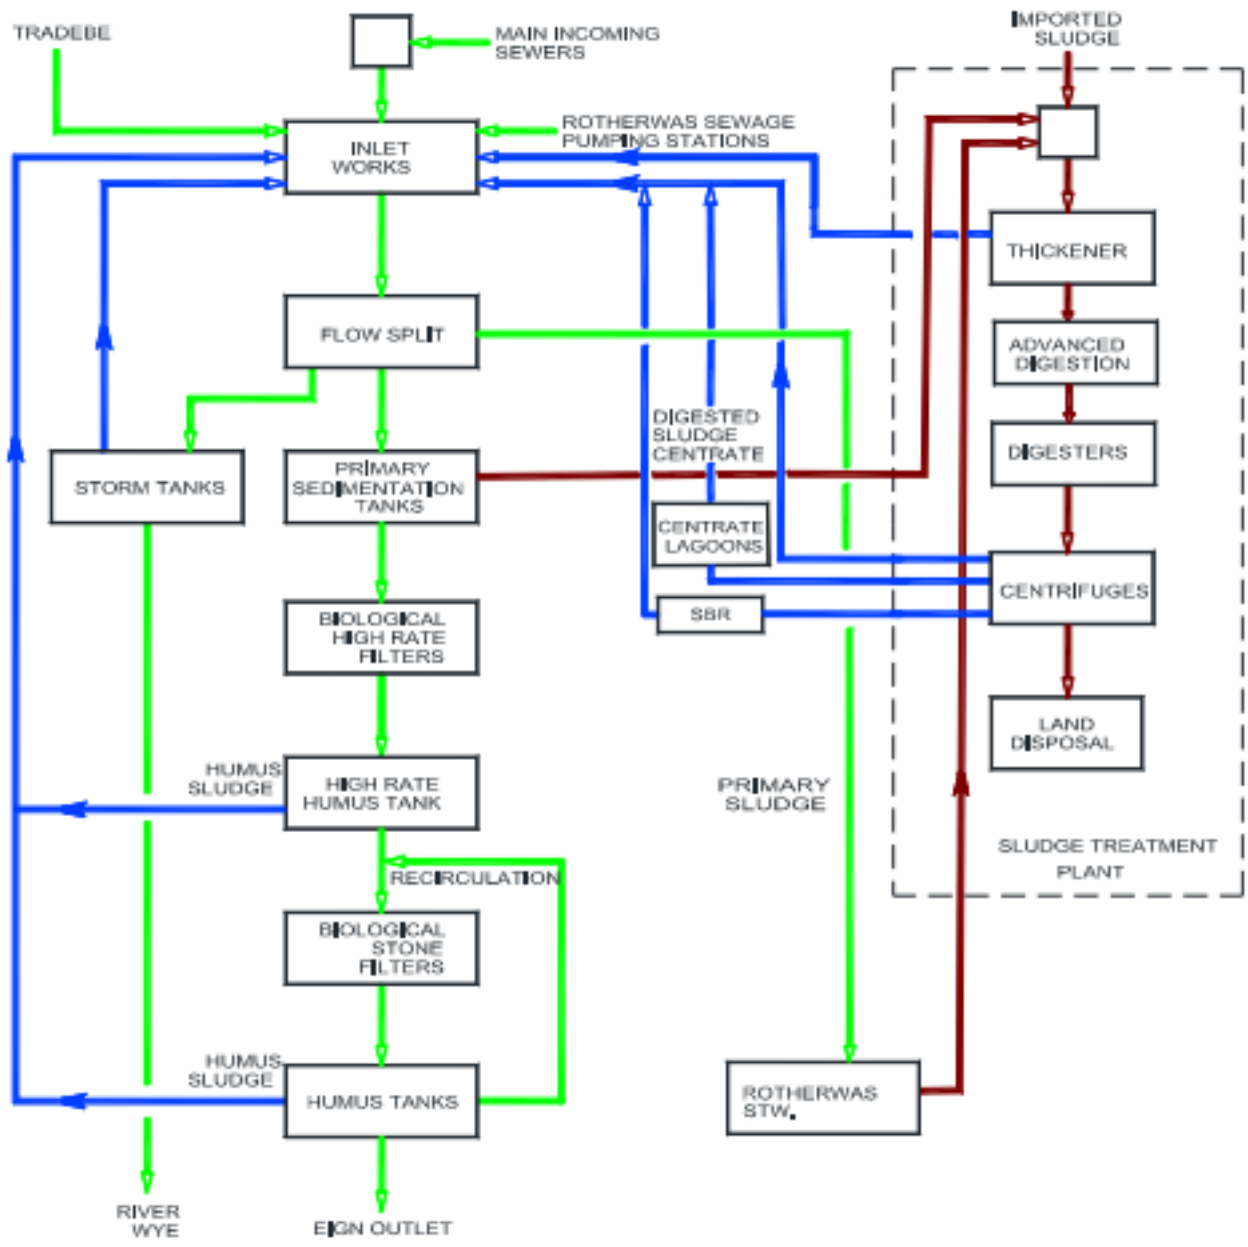 TRADEBE
MAIN INCOMING
SEWERS
IMPORTED
SLUDGE
ROTHERWAS SEWAGE
PUMPING STATIONS
INLET
WORKS
THICKENER
FLOW SPLIT
ADVANCED
DIGESTION
DIGESTED
SLUDGE
CENTRATE
DIGESTERS
STORM TANKS
PRIMARY
SEDIMENTATION
TANKS
CENTRATE
LAGOONS
CENTRIFUGES
SBR
BIOLOGICAL
HIGH RATE
FILTERS
LAND
DISPOSAL
HUMUS
SLUDGE
HIGH RATE
HUMUS TANK
PRIMARY
SLUDGE
SLUDGE TREATMENT
PLANT
RECIRCULATION
BIOLOGICAL
STONE
FILTERS
HUMUS
SLUDGE
HUMUS TANKS
ROTHERWAS
STW.
RIVER
WYE
EIGN OUTLET